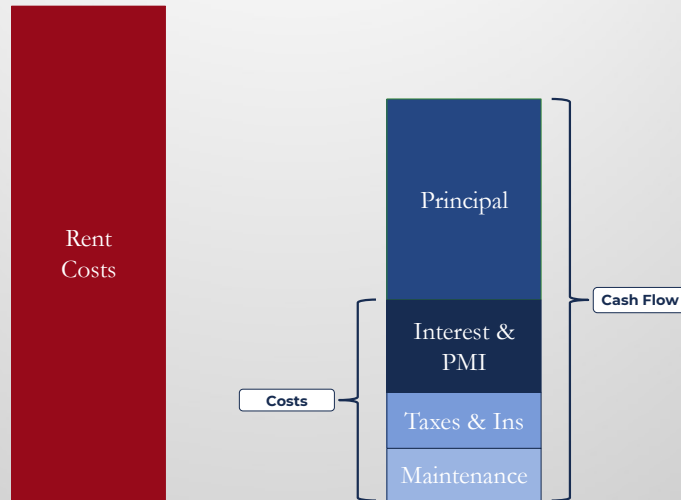 Rent
Costs
Principal
Interest &
PMI
Taxes & Ins
Maintenance
Costs
Cash Flow